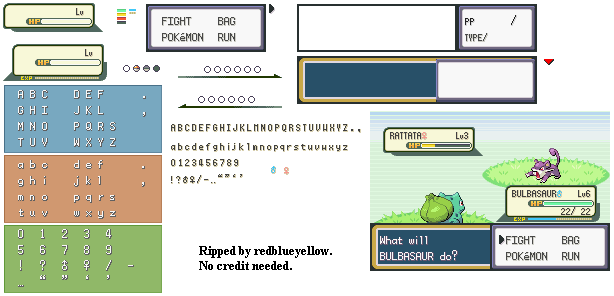 Lv
HP
Lv
HP
EXP
FIGHT BAG
POKéMON RUN
PP /
TYPE/
A B C D E F .
G H I J K L ,
M N O P Q R S
T U V W X Y Z
a b c d e f .
g h i j k l ,
m n o p q r s
t u v w x y z
0 1 2 3 4
5 6 7 8 9
! ? ♂ ♀ / -
… “ ” ‘ ’
ABCDEFGHIJKLMNOPQRSTUVWXYZ.,
abcdefghijklmnopqrstuvwxyz
0123456789
!?♂♀/-…“”‘’
♂ ♀
RATTATA♀ Lv3
HP
BULBASAUR♂ Lv6
HP
22/ 22
EXP
What will
BULBASAUR do?
FIGHT BAG
POKéMON RUN
Ripped by redblueyellow.
No credit needed.